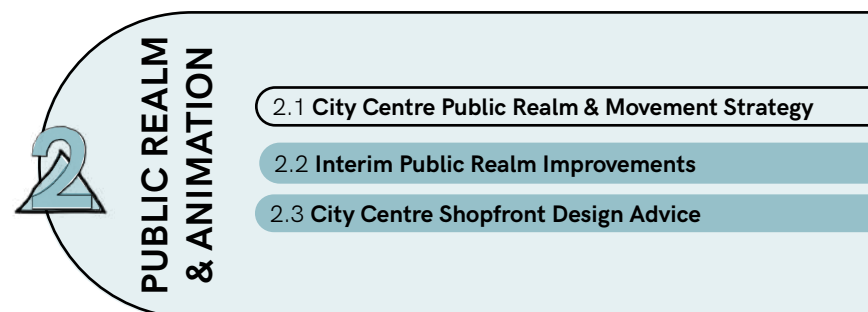 2
PUBLIC REALM
& ANIMATION
2.1 City Centre Public Realm & Movement Strategy
2.2 Interim Public Realm Improvements
2.3 City Centre Shopfront Design Advice